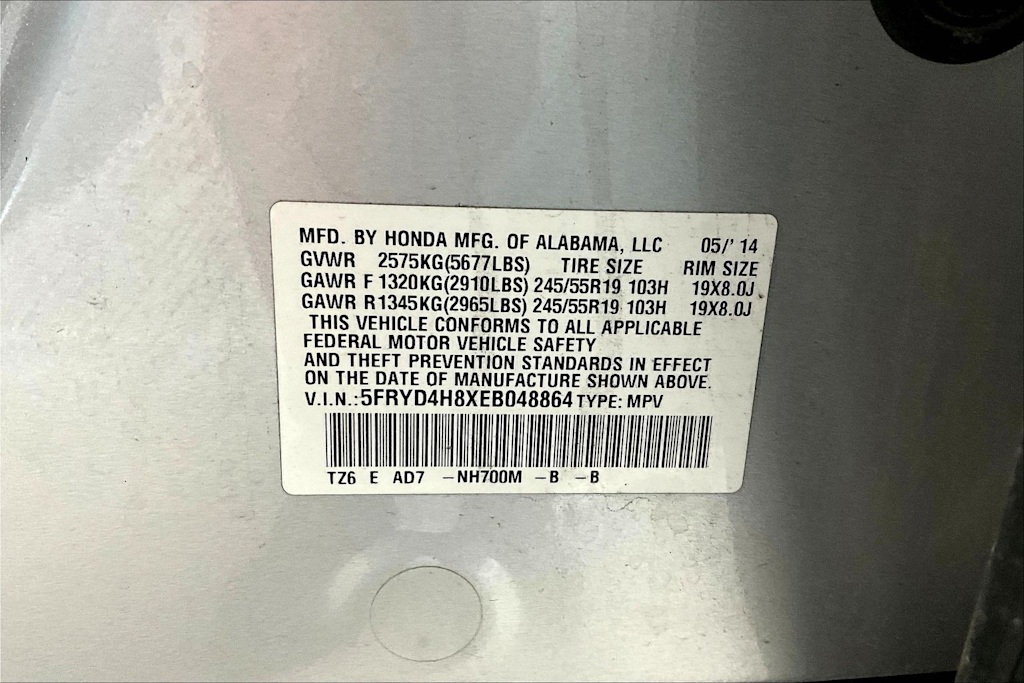 MFD. BY HONDA MFG. OF ALABAMA, LLC 05/' 14
GVWR 2575KG(5677LBS) TIRE SIZE RIM SIZE
GAWR F 1320KG(2910LBS) 245/55R19 103H 19X8.0J
GAWR R1345KG(2965LBS) 245/55R19 103H 19X8.0J
THIS VEHICLE CONFORMS TO ALL APPLICABLE
FEDERAL MOTOR VEHICLE SAFETY
AND THEFT PREVENTION STANDARDS IN EFFECT
ON THE DATE OF MANUFACTURE SHOWN ABOVE.
V.I.N.:5FRYD4H8XEB048864 TYPE: MPV
TZ6 E AD7 -NH700M -B -B